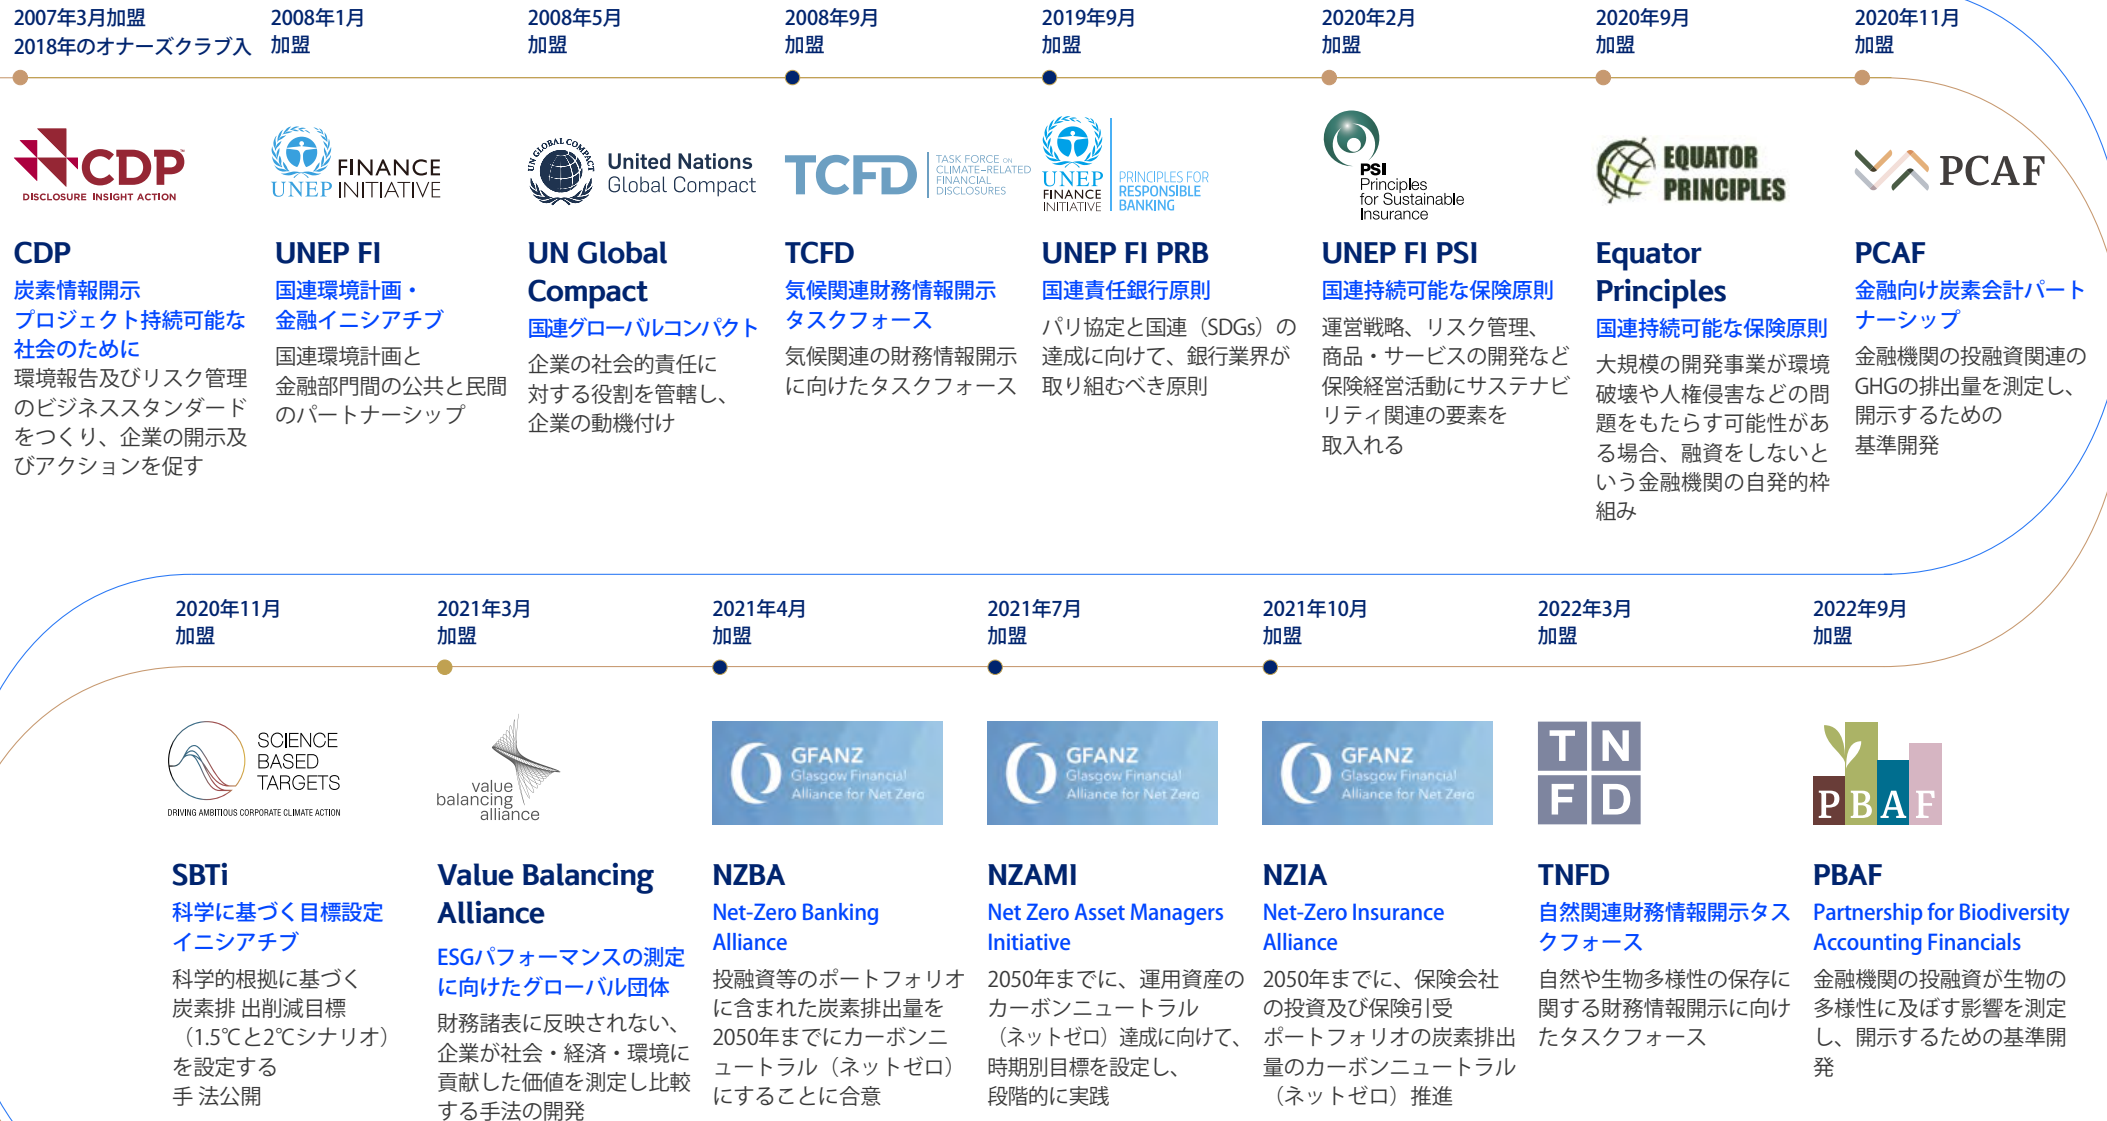 2007年3月加盟
2018年のオナーズクラブ入
2008年1月
加盟
2008年5月
加盟
2008年9月
加盟
2019年9月
加盟
2020年2月
加盟
2020年9月
加盟
2020年11月
加盟
CDP
DISCLOSURE INSIGHT ACTION
CDP
炭素情報開示
プロジェクト持続可能な
社会のために
環境報告及びリスク管理
のビジネススタンダード
をつくり、企業の開示及
びアクションを促す
UNEP
FINANCE
INITIATIVE
UNEP FI
国連環境計画・
金融イニシアチブ
国連環境計画と
金融部門間の公共と民間
のパートナーシップ
UN GLOBAL COMPACT
United Nations
Global Compact
UN Global
Compact
国連グローバルコンパクト
企業の社会的責任に
対する役割を管轄し、
企業の動機付け
TCFD
TASK FORCE ON
CLIMATE-RELATED
FINANCIAL
DISCLOSURES
TCFD
気候関連財務情報開示
タスクフォース
気候関連の財務情報開示
に向けたタスクフォース
UNEP
FINANCE
INITIATIVE
PRINCIPLES FOR
RESPONSIBLE
BANKING
UNEP FI PRB
国連責任銀行原則
パリ協定と国連（SDGs）の
達成に向けて、銀行業界が
取り組むべき原則
PSI
Principles
for Sustainable
Insurance
UNEP FI PSI
国連持続可能な保険原則
運営戦略、リスク管理、
商品・サービスの開発など
保険経営活動にサステナビ
リティ関連の要素を
取入れる
EQUATOR
PRINCIPLES
Equator
Principles
国連持続可能な保険原則
大規模の開発事業が環境
破壊や人権侵害などの問
題をもたらす可能性があ
る場合、融資をしないと
いう金融機関の自発的枠
組み
PCAF
PCAF
金融向け炭素会計パート
ナーシップ
金融機関の投融資関連の
GHGの排出量を測定し、
開示するための
基準開発
2020年11月
加盟
2021年3月
加盟
2021年4月
加盟
2021年7月
加盟
2021年10月
加盟
2022年3月
加盟
2022年9月
加盟
SCIENCE
BASED
TARGETS
DRIVING AMBITIOUS CORPORATE CLIMATE ACTION
SBTi
科学に基づく目標設定
イニシアチブ
科学的根拠に基づく
炭素排 出削減目標
（1.5℃と2℃シナリオ）
を設定する
手 法公開
value
balancing
alliance
Value Balancing
Alliance
ESGパフォーマンスの測定
に向けたグローバル団体
財務諸表に反映されない、
企業が社会・経済・環境に
貢献した価値を測定し比較
する手法の開発
GFANZ
Glasgow Financial
Alliance for Net Zero
NZBA
Net-Zero Banking
Alliance
投融資等のポートフォリオ
に含まれた炭素排出量を
2050年までにカーボンニ
ュートラル（ネットゼロ）
にすることに合意
GFANZ
Glasgow Financial
Alliance for Net Zero
NZAMI
Net Zero Asset Managers
Initiative
2050年までに、運用資産の
カーボンニュートラル
（ネットゼロ）達成に向けて、
時期別目標を設定し、
段階的に実践
GFANZ
Glasgow Financial
Alliance for Net Zero
NZIA
Net-Zero Insurance
Alliance
2050年までに、保険会社
の投資及び保険引受
ポートフォリオの炭素排出
量のカーボンニュートラル
（ネットゼロ）推進
TN
FD
TNFD
自然関連財務情報開示タス
クフォース
自然や生物多様性の保存に
関する財務情報開示に向け
たタスクフォース
PBAF
PBAF
Partnership for Biodiversity
Accounting Financials
金融機関の投融資が生物の
多様性に及ぼす影響を測定
し、開示するための基準開
発